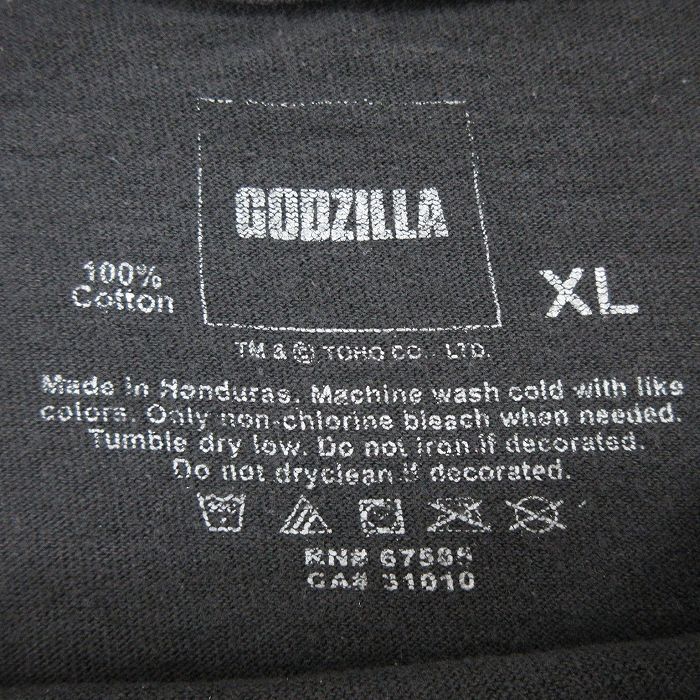 GODZILLA
100%
Cotton
XL
TM & © TOHO CO., LTD.
Made in Honduras. Machine wash cold with like
colors. Only non-chlorine bleach when needed.
Tumble dry low. Do not iron if decorated.
Do not dryclean if decorated.
RN#
CA# 31010